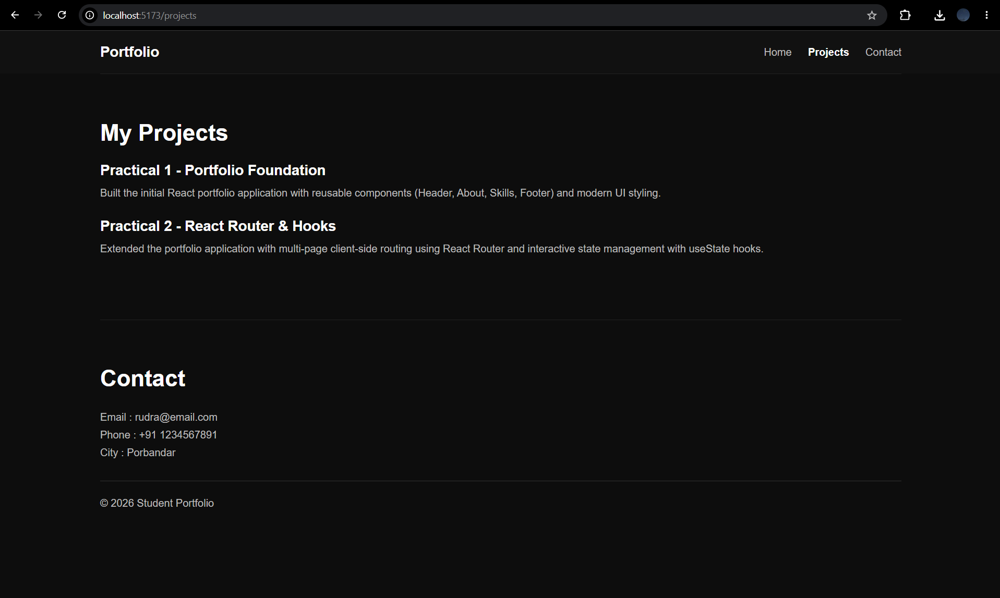 localhost:5173/projects
Portfolio
Home Projects Contact
My Projects
Practical 1 - Portfolio Foundation
Built the initial React portfolio application with reusable components (Header, About, Skills, Footer) and modern UI styling.
Practical 2 - React Router & Hooks
Extended the portfolio application with multi-page client-side routing using React Router and interactive state management with useState hooks.
Contact
Email : rudra@email.com
Phone : +91 1234567891
City : Porbandar
© 2026 Student Portfolio